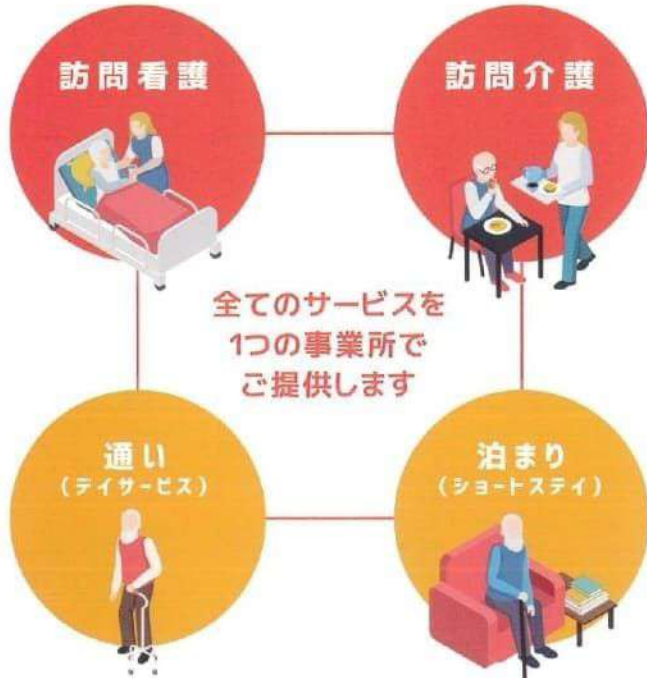 訪問看護
訪問介護
全てのサービスを
1つの事業所で
ご提供します
通い
(デイサービス)
泊まり
(ショートステイ)